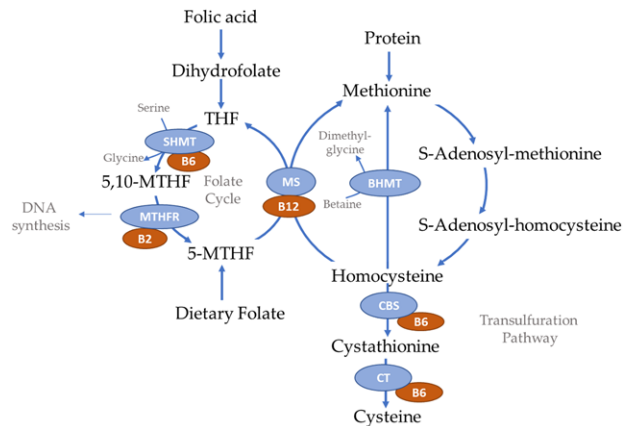 Folic acid
Protein
Dihydrofolate
Methionine
Serine
THF
SHMT
Dimethyl-
glycine
Glycine
B6
S-Adenosyl-methionine
5,10-MTHF
Folate
Cycle
MS
BHMT
DNA
synthesis
MTHFR
B12
Betaine
B2
S-Adenosyl-homocysteine
5-MTHF
Homocysteine
Dietary Folate
CBS
B6
Transulfuration
Pathway
Cystathionine
CT
B6
Cysteine